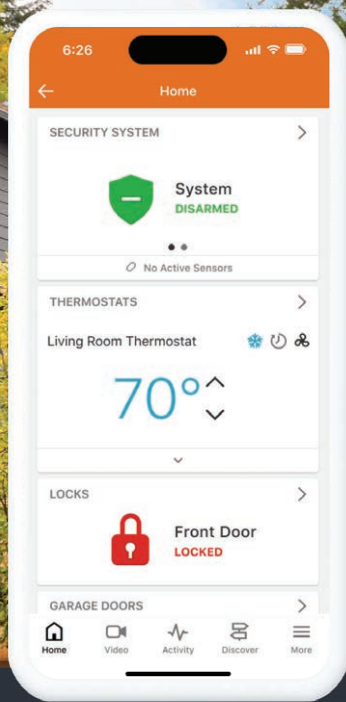 6:26
Home
SECURITY SYSTEM
System
DISARMED
No Active Sensors
THERMOSTATS
Living Room Thermostat
70°
LOCKS
Front Door
LOCKED
GARAGE DOORS
Home Video Activity Discover More